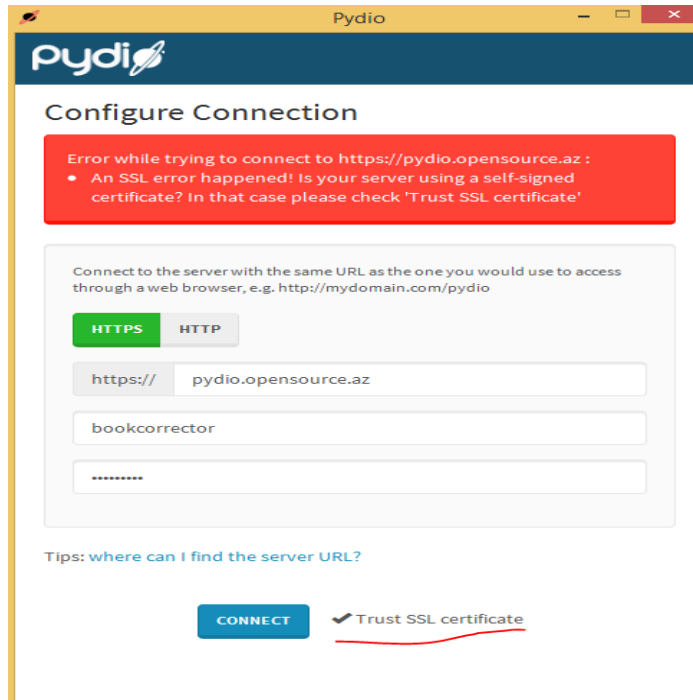 Pydio
pydio
Configure Connection
Error while trying to connect to https://pydio.opensource.az :
• An SSL error happened! Is your server using a self-signed
certificate? In that case please check 'Trust SSL certificate'
Connect to the server with the same URL as the one you would use to access
through a web browser, e.g. http://mydomain.com/pydio
HTTPS HTTP
https:// pydio.opensource.az
bookcorrector
•••••••••
Tips: where can I find the server URL?
CONNECT ✔ Trust SSL certificate